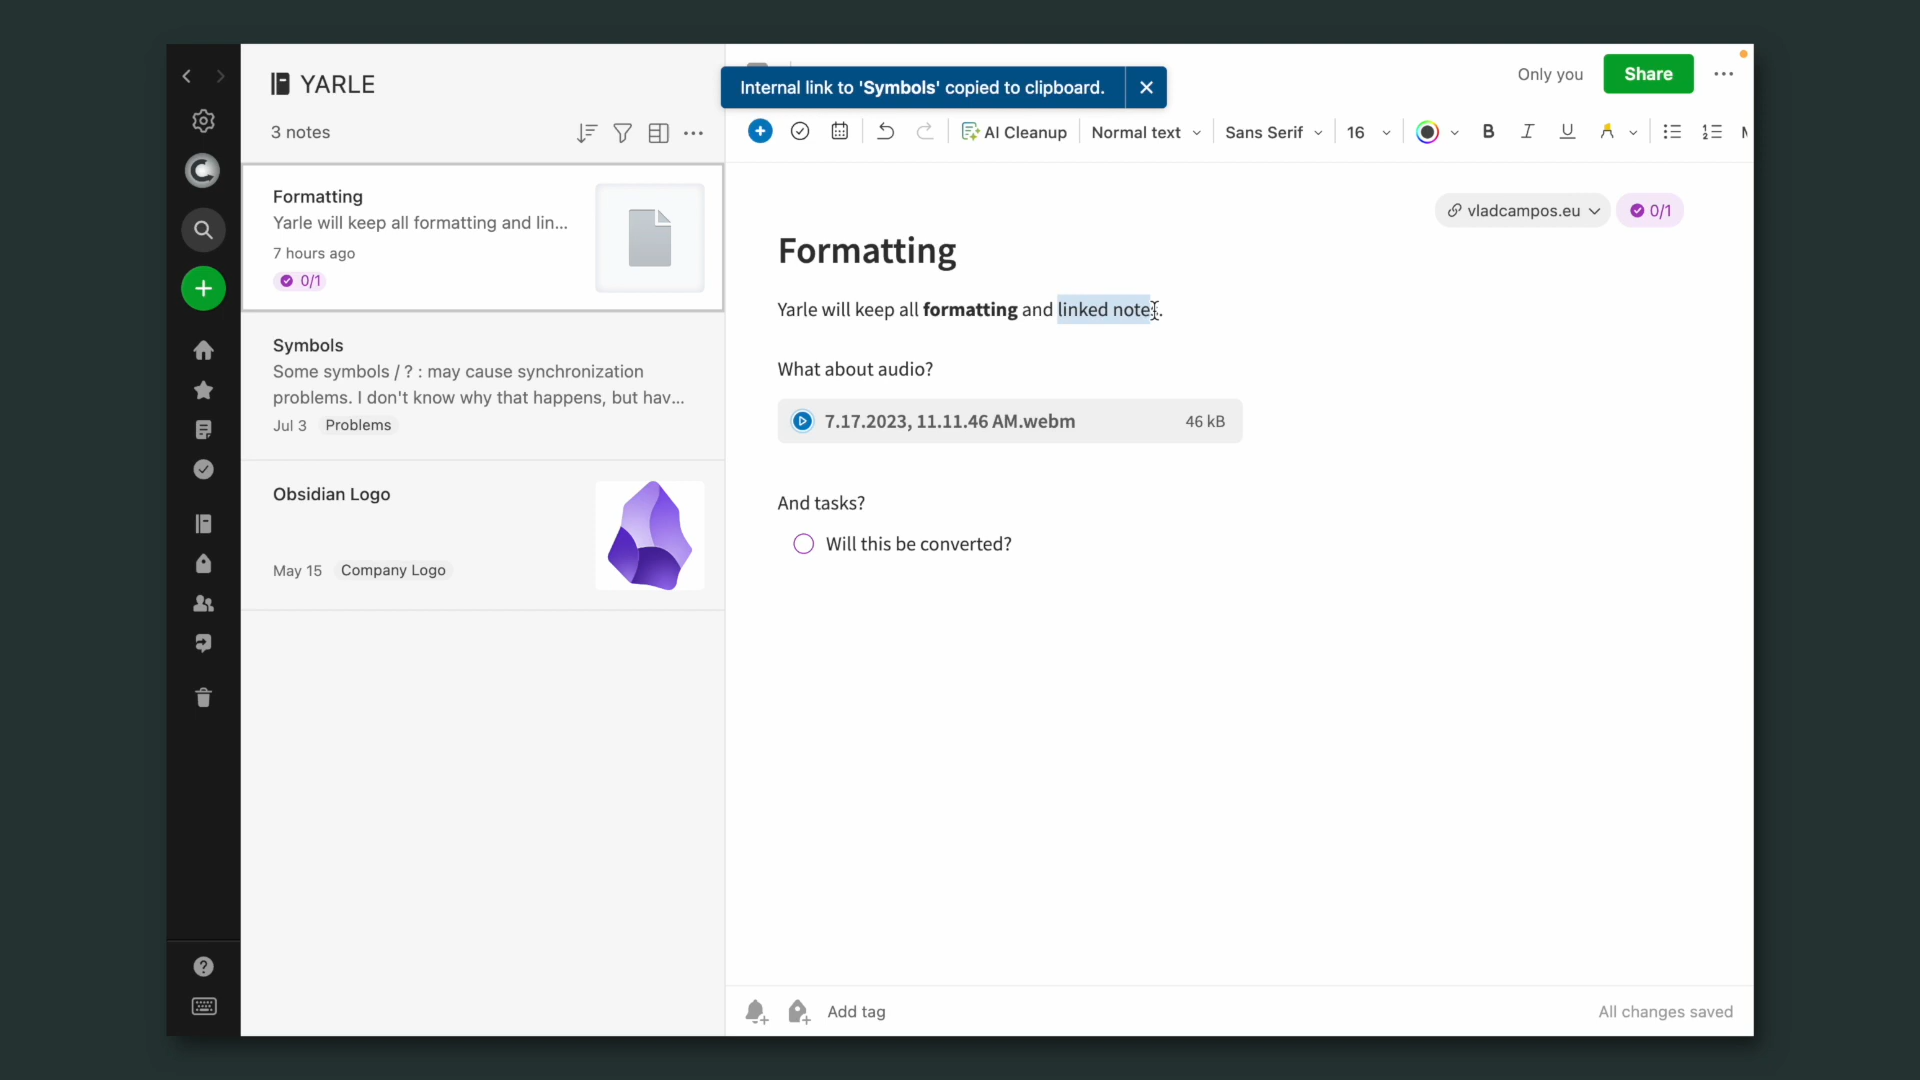 YARLE
3 notes
Formatting
Yarle will keep all formatting and lin...
7 hours ago
0/1
Symbols
Some symbols / ? : may cause synchronization
problems. I don't know why that happens, but hav...
Jul 3 Problems
Obsidian Logo
May 15 Company Logo
Internal link to 'Symbols' copied to clipboard.
Only you Share
AI Cleanup Normal text Sans Serif 16 B I U
vladcampos.eu 0/1
Formatting
Yarle will keep all formatting and linked notes.
What about audio?
7.17.2023, 11.11.46 AM.webm 46 kB
And tasks?
Will this be converted?
Add tag All changes saved